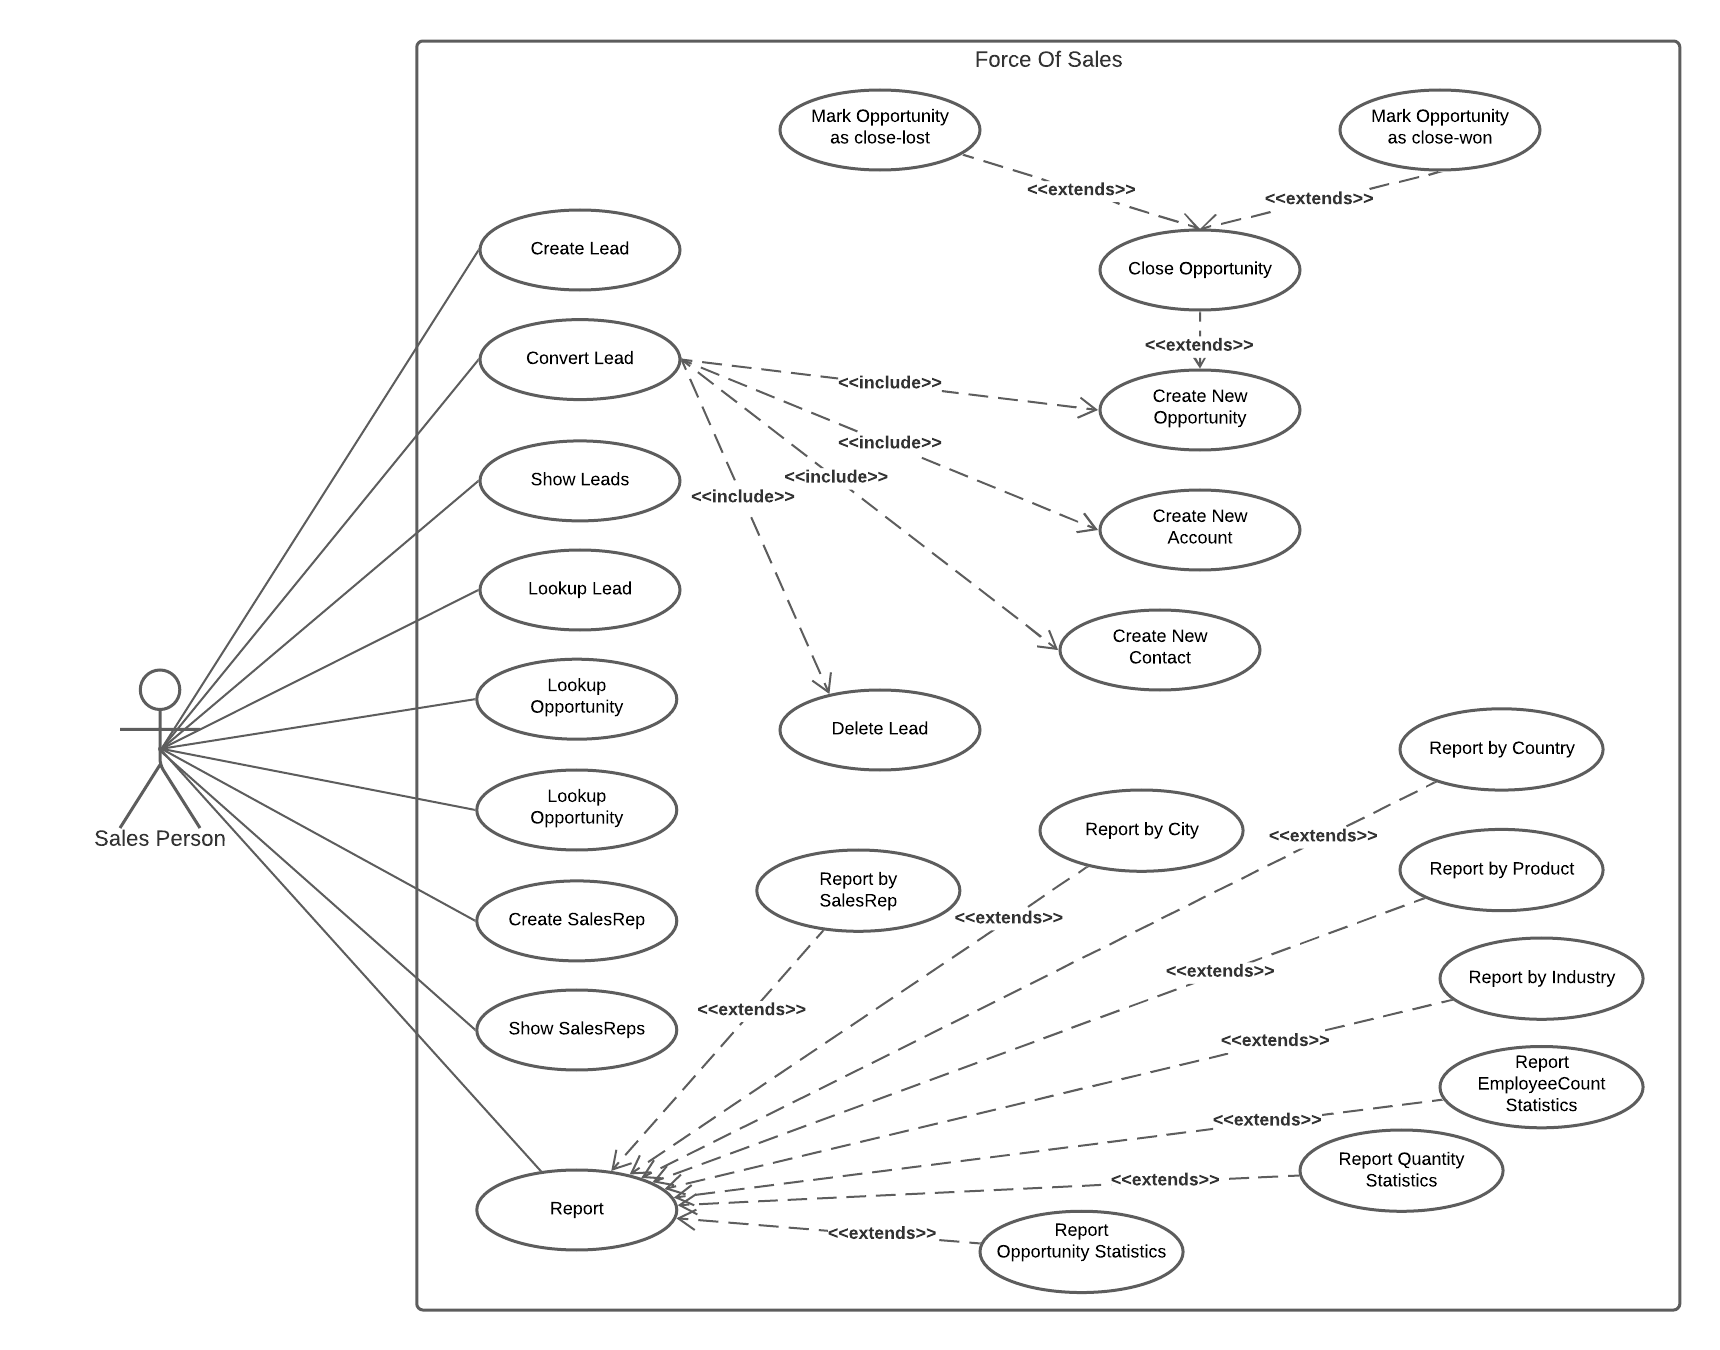 Force Of Sales
Mark Opportunity
as close-lost
Mark Opportunity
as close-won
<<extends>>
<<extends>>
Create Lead
Close Opportunity
<<extends>>
Convert Lead
<<include>>
Create New
Opportunity
<<include>>
<<include>>
<<include>>
Show Leads
Create New
Account
Lookup Lead
Create New
Contact
Lookup
Opportunity
Delete Lead
Report by Country
Sales Person
Lookup
Opportunity
Report by City
<<extends>>
Report by
SalesRep
Report by Product
<<extends>>
Create SalesRep
<<extends>>
Report by Industry
<<extends>>
Show SalesReps
<<extends>>
Report
EmployeeCount
Statistics
<<extends>>
Report Quantity
Statistics
<<extends>>
Report
<<extends>>
Report
Opportunity Statistics